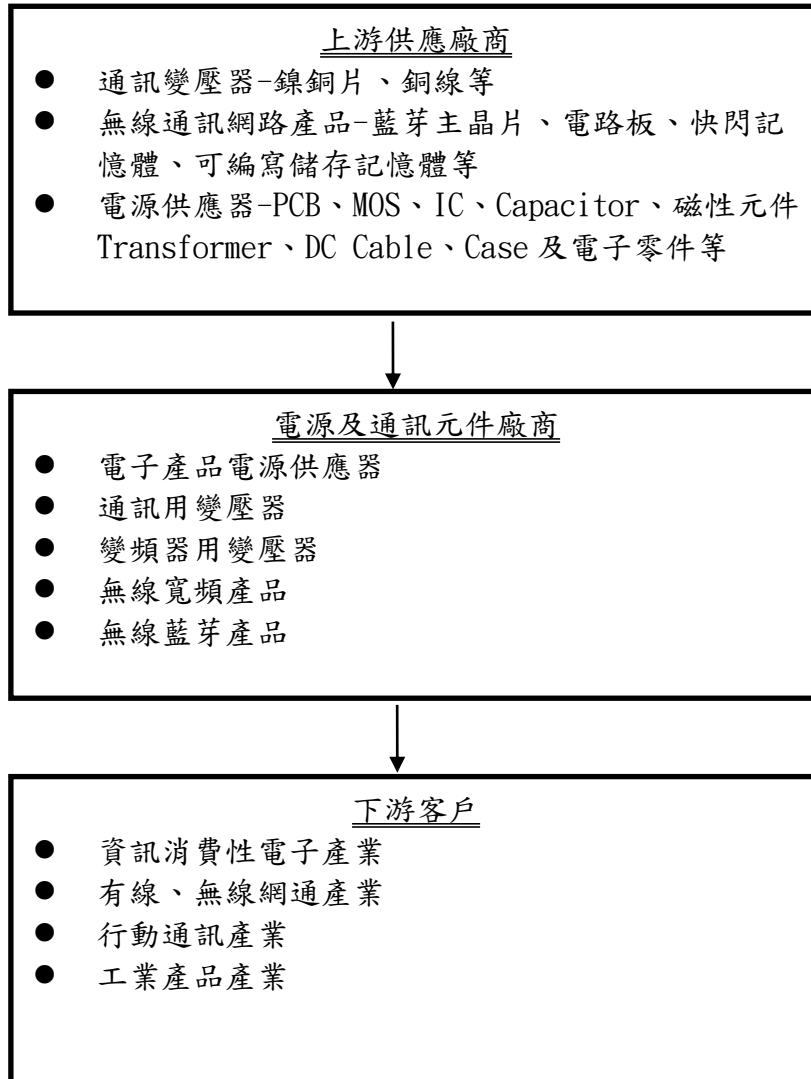 上游供應廠商
● 通訊變壓器-鎳銅片、銅線等
● 無線通訊網路產品-藍芽主晶片、電路板、快閃記
憶體、可編寫儲存記憶體等
● 電源供應器-PCB、MOS、IC、Capacitor、磁性元件
Transformer、DC Cable、Case 及電子零件等
電源及通訊元件廠商
● 電子產品電源供應器
● 通訊用變壓器
● 變頻器用變壓器
● 無線寬頻產品
● 無線藍芽產品
下游客戶
● 資訊消費性電子產業
● 有線、無線網通產業
● 行動通訊產業
● 工業產品產業